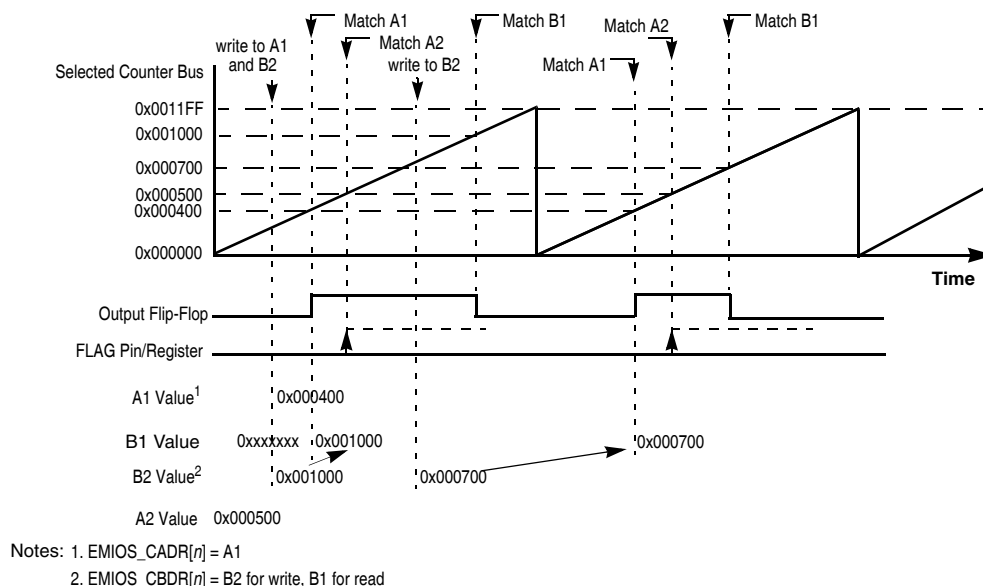 Match A1
Match B1
Match B1
write to A1
and B2
Match A2
Match A2
write to B2
Match A1
Selected Counter Bus
0x0011FF
0x001000
0x000700
0x000500
0x000400
0x000000
Time
Output Flip-Flop
FLAG Pin/Register
A1 Value1 0x000400
B1 Value 0xxxxxxx 0x001000 0x000700
B2 Value2 0x001000 0x000700
A2 Value 0x000500
Notes: 1. EMIOS_CADR[n] = A1
2. EMIOS_CBDR[n] = B2 for write, B1 for read